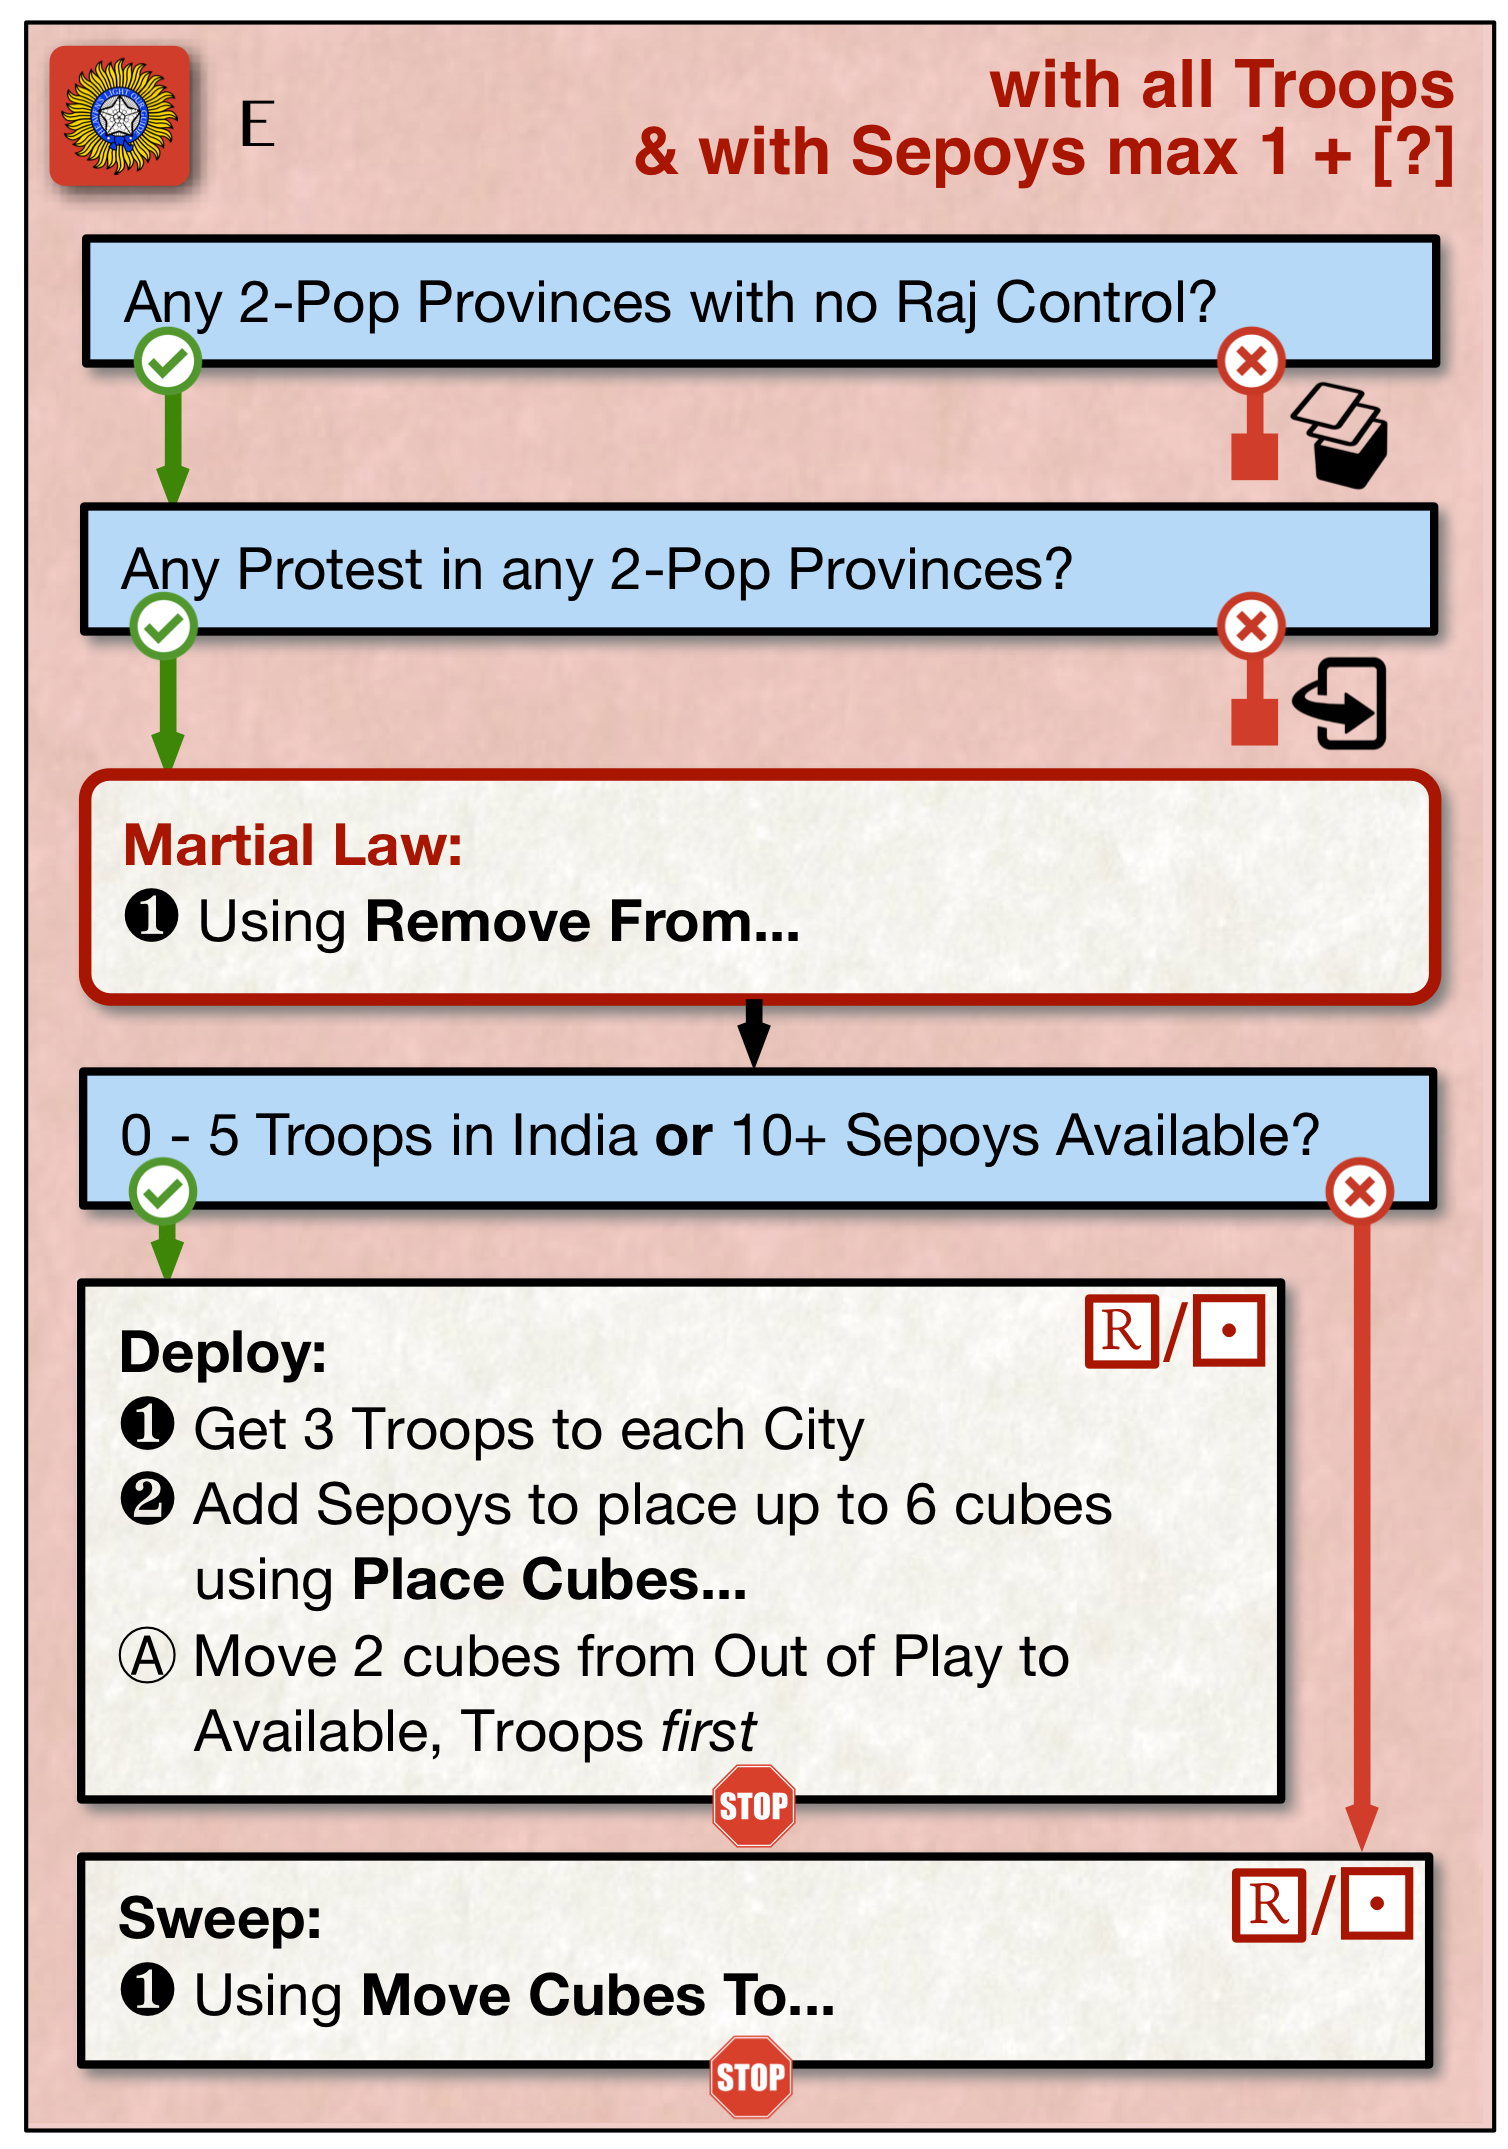 E
with all Troops
& with Sepoys max 1 + [?]
Any 2-Pop Provinces with no Raj Control?
Any Protest in any 2-Pop Provinces?
Martial Law:
❶ Using Remove From...
0 - 5 Troops in India or 10+ Sepoys Available?
Deploy:
R/•
❶ Get 3 Troops to each City
❷ Add Sepoys to place up to 6 cubes
using Place Cubes...
Ⓐ Move 2 cubes from Out of Play to
Available, Troops first
STOP
Sweep:
R/•
❶ Using Move Cubes To...
STOP